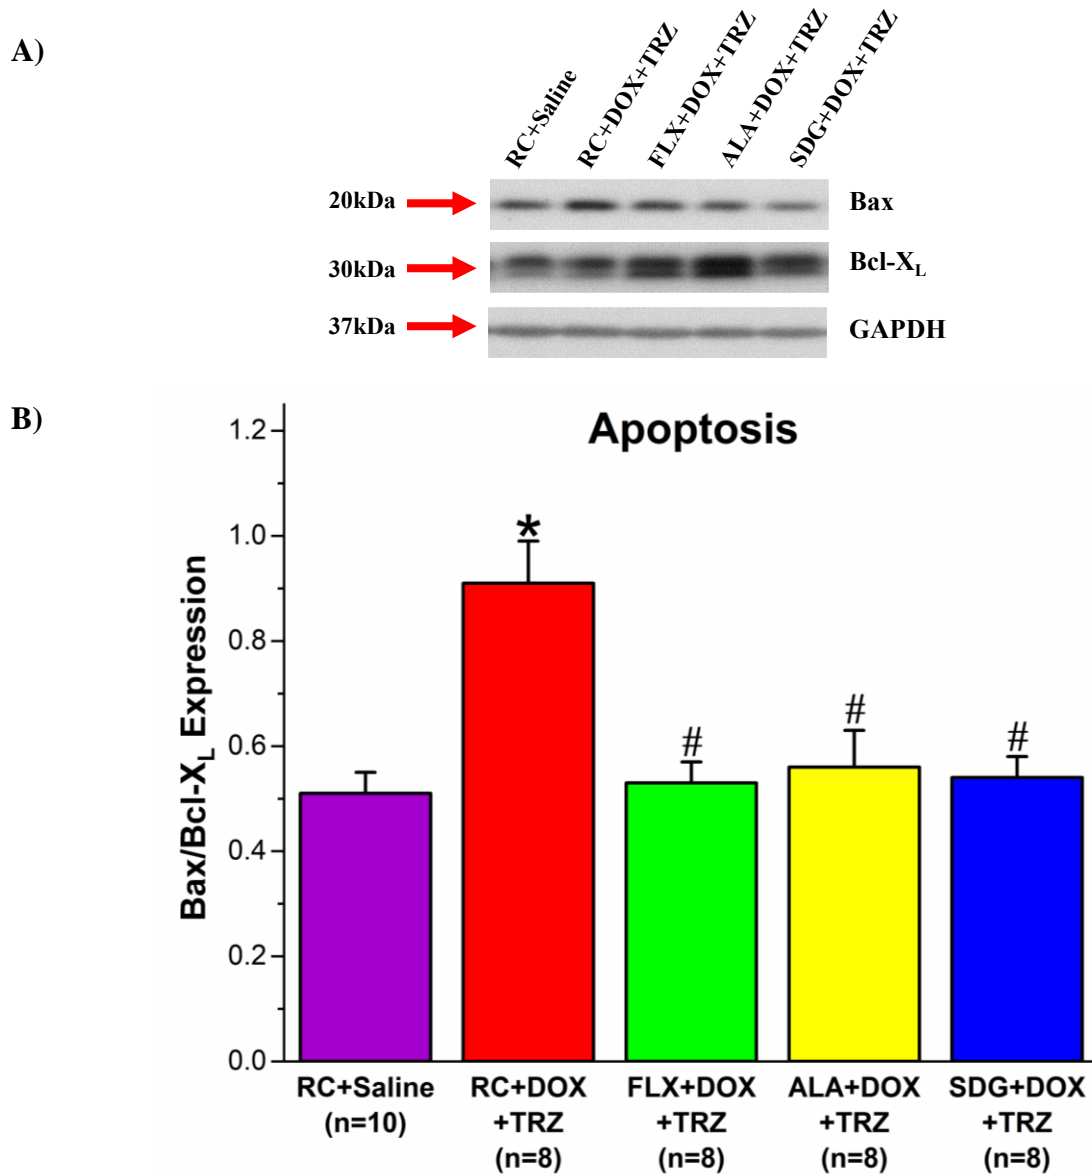 A)
RC+Saline
RC+DOX+TRZ
FLX+DOX+TRZ
ALA+DOX+TRZ
SDG+DOX+TRZ
20kDa
Bax
30kDa
Bcl-XL
37kDa
GAPDH
B)
Apoptosis
Bax/Bcl-XL Expression
1.2
1.0
0.8
0.6
0.4
0.2
0.0
*
#
#
#
RC+Saline
(n=10)
RC+DOX
+TRZ
(n=8)
FLX+DOX
+TRZ
(n=8)
ALA+DOX
+TRZ
(n=8)
SDG+DOX
+TRZ
(n=8)